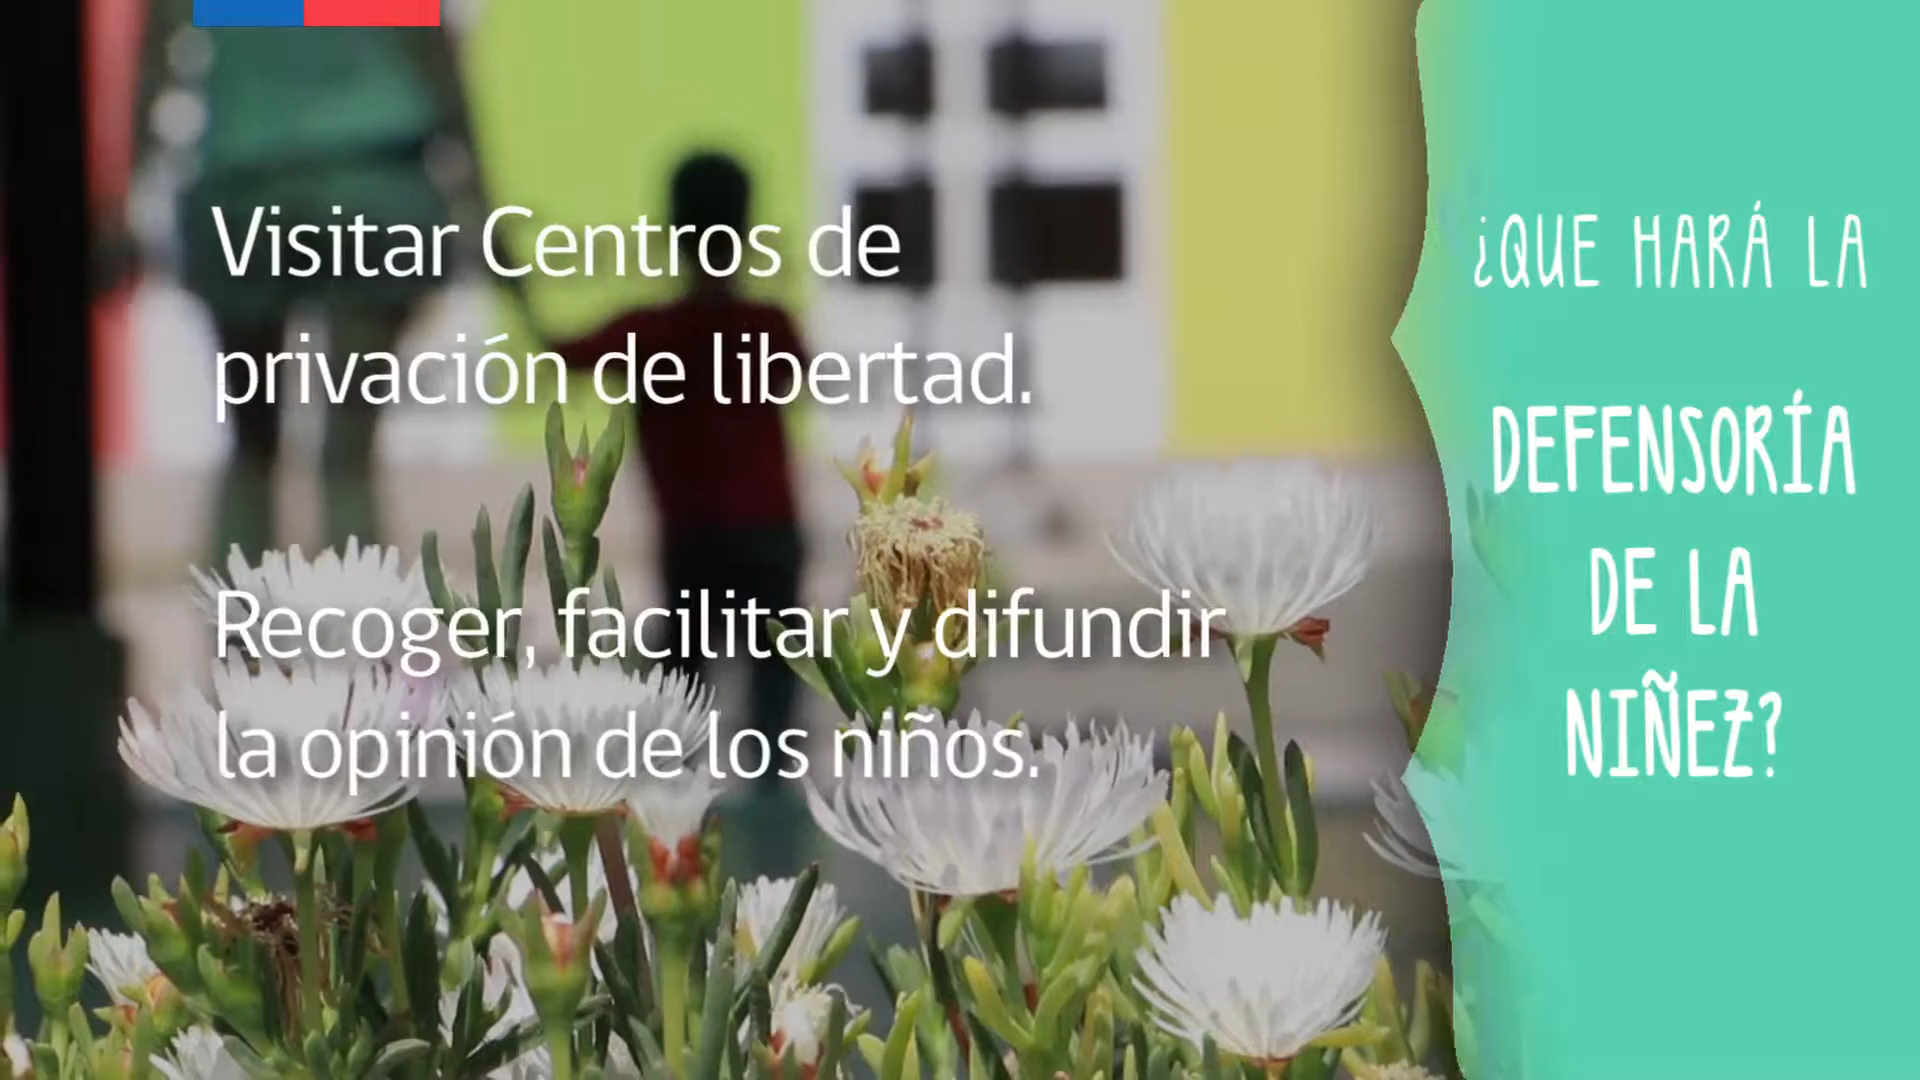 Visitar Centros de
privación de libertad.
Recoger, facilitar y difundir
la opinión de los niños.
¿QUE HARÁ LA
DEFENSORÍA
DE LA
NIÑEZ?